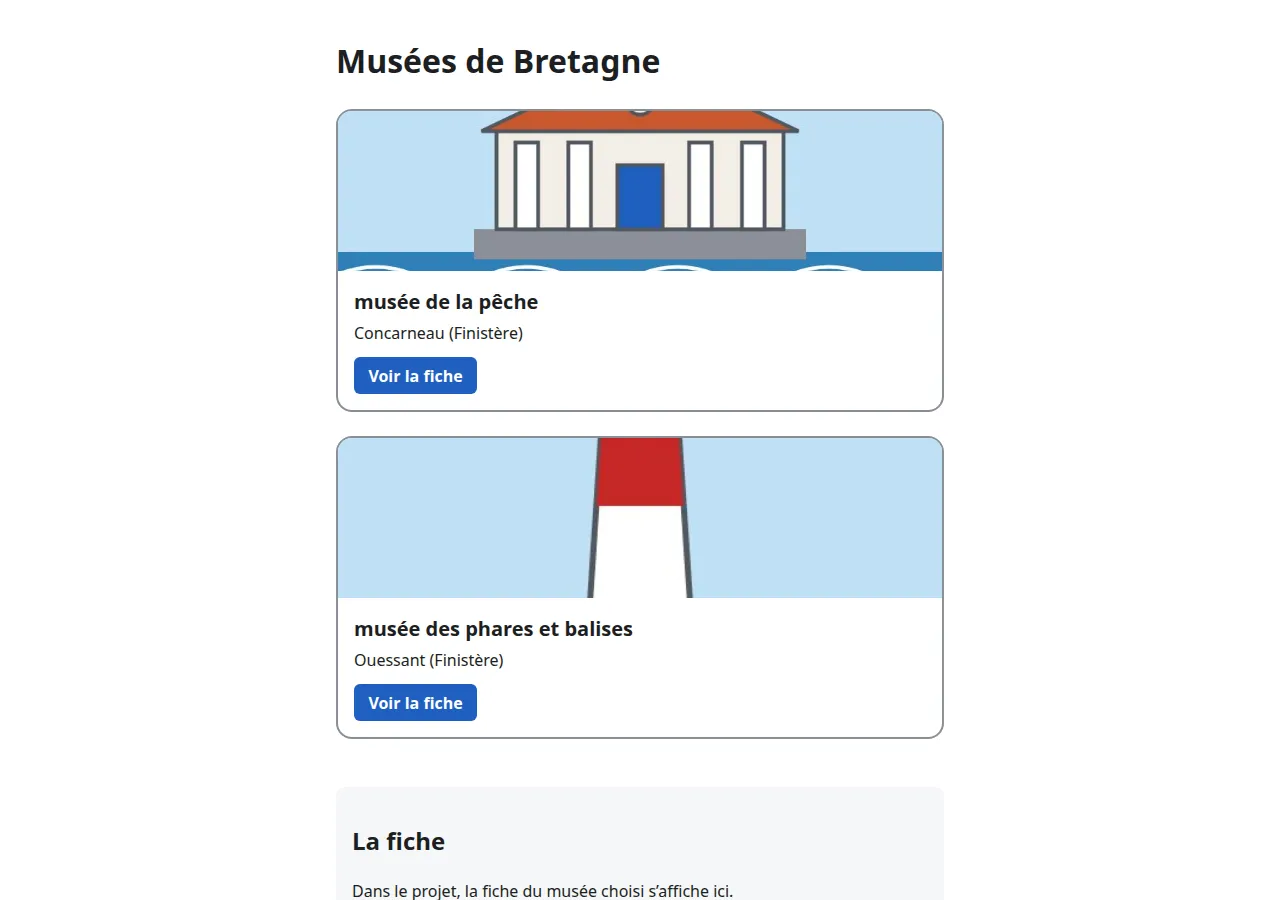 Musées de Bretagne
musée de la pêche
Concarneau (Finistère)
Voir la fiche
musée des phares et balises
Ouessant (Finistère)
Voir la fiche
La fiche
Dans le projet, la fiche du musée choisi s’affiche ici.